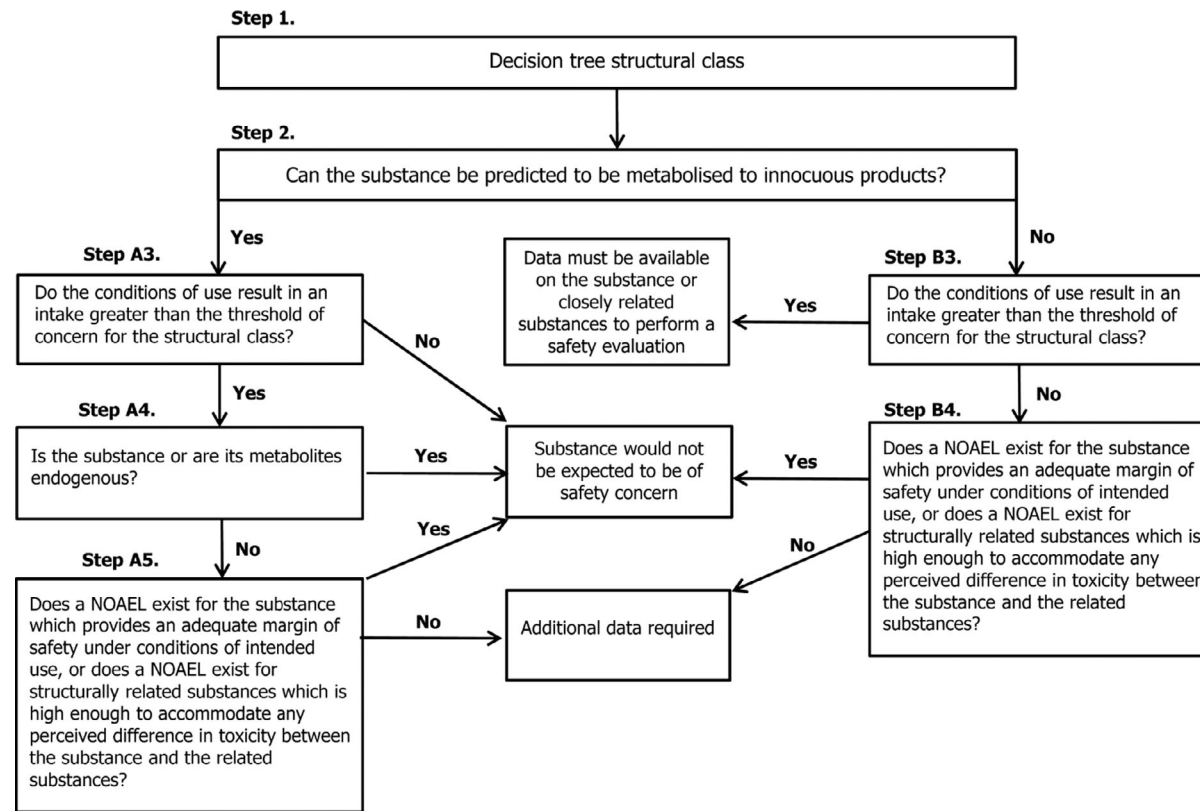 Step 1.
Decision tree structural class
Step 2.
Can the substance be predicted to be metabolised to innocuous products?
Yes
No
Step A3.
Do the conditions of use result in an
intake greater than the threshold of
concern for the structural class?
No
Yes
Data must be available
on the substance or
closely related
substances to perform a
safety evaluation
Yes
Step B3.
Do the conditions of use result in an
intake greater than the threshold of
concern for the structural class?
No
Step A4.
Is the substance or are its metabolites
endogenous?
Yes
No
Substance would not
be expected to be of
safety concern
Yes
Step B4.
Does a NOAEL exist for the substance
which provides an adequate margin of
safety under conditions of intended
use, or does a NOAEL exist for
structurally related substances which is
high enough to accommodate any
perceived difference in toxicity between
the substance and the related
substances?
No
Step A5.
Does a NOAEL exist for the substance
which provides an adequate margin of
safety under conditions of intended
use, or does a NOAEL exist for
structurally related substances which is
high enough to accommodate any
perceived difference in toxicity between
the substance and the related
substances?
Yes
No
Additional data required